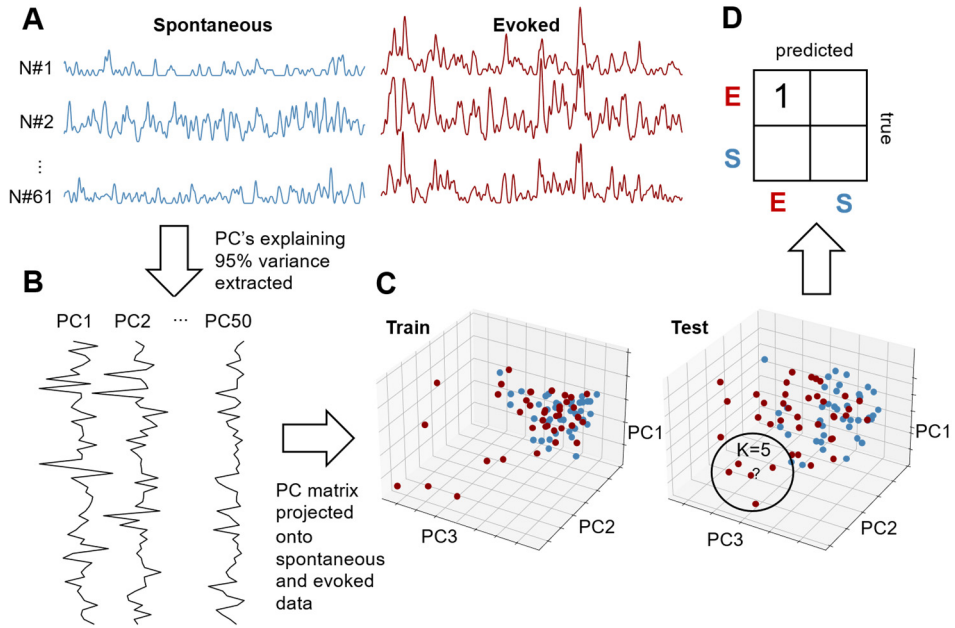 A
Spontaneous
Evoked
N#1
N#2
...
N#61
PC's explaining
95% variance
extracted
B
PC1 PC2 ... PC50
PC matrix
projected
onto
spontaneous
and evoked
data
C
Train
PC1
PC2
PC3
Test
K=5
?
PC1
PC2
PC3
D
predicted
E
1
S
true
E S